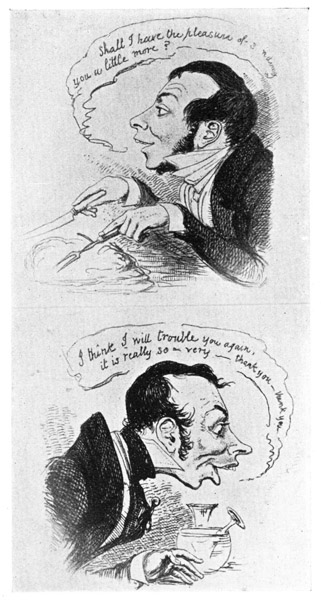 Shall I have the pleasure of sending
you a little more?
I think I will trouble you again,
it is really so — very — thank you — thank you